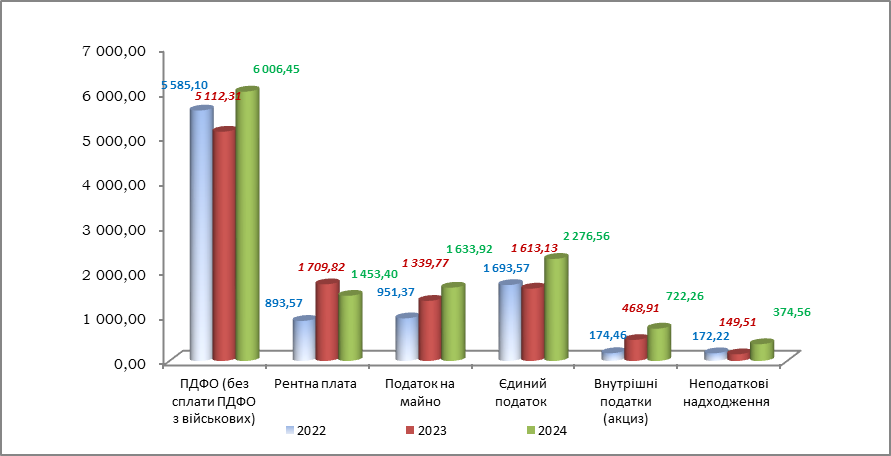 7 000,00
6 000,00
5 000,00
4 000,00
3 000,00
2 000,00
1 000,00
0,00
5 585,10
5 112,31
6 006,45
893,57
1 709,82
1 453,40
951,37
1 339,77
1 633,92
1 693,57
1 613,13
2 276,56
174,46
468,91
722,26
172,22
149,51
374,56
ПДФО (без
сплати ПДФО
з військових)
Рентна плата
Податок на
майно
Єдиний
податок
Внутрішні
податки
(акциз)
Неподаткові
надходження
2022
2023
2024